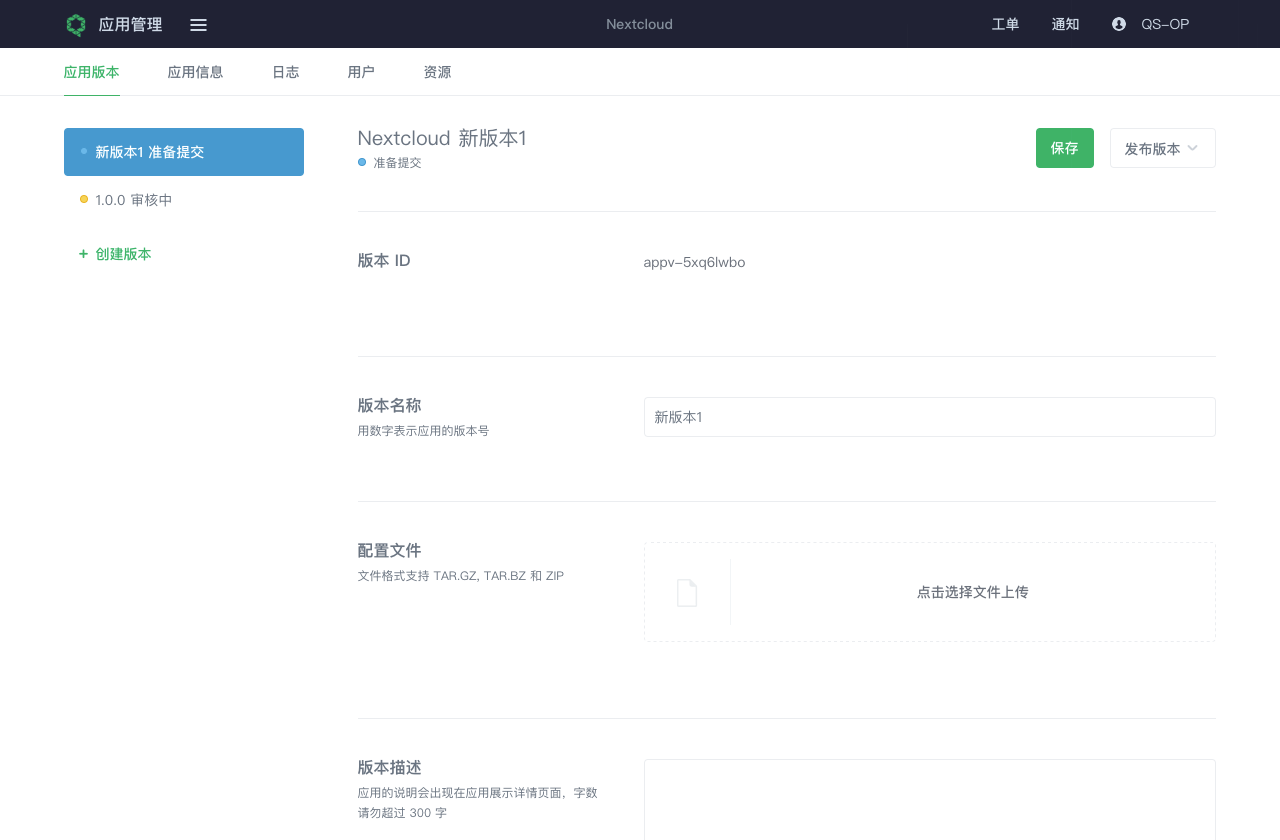 应用管理
Nextcloud
工单
通知
QS-OP
应用版本
应用信息
日志
用户
资源
新版本1 准备提交
1.0.0 审核中
+ 创建版本
Nextcloud 新版本1
准备提交
保存
发布版本
版本 ID
appv-5xq6lwbo
版本名称
用数字表示应用的版本号
新版本1
配置文件
文件格式支持 TAR.GZ, TAR.BZ 和 ZIP
点击选择文件上传
版本描述
应用的说明会出现在应用展示详情页面，字数
请勿超过 300 字